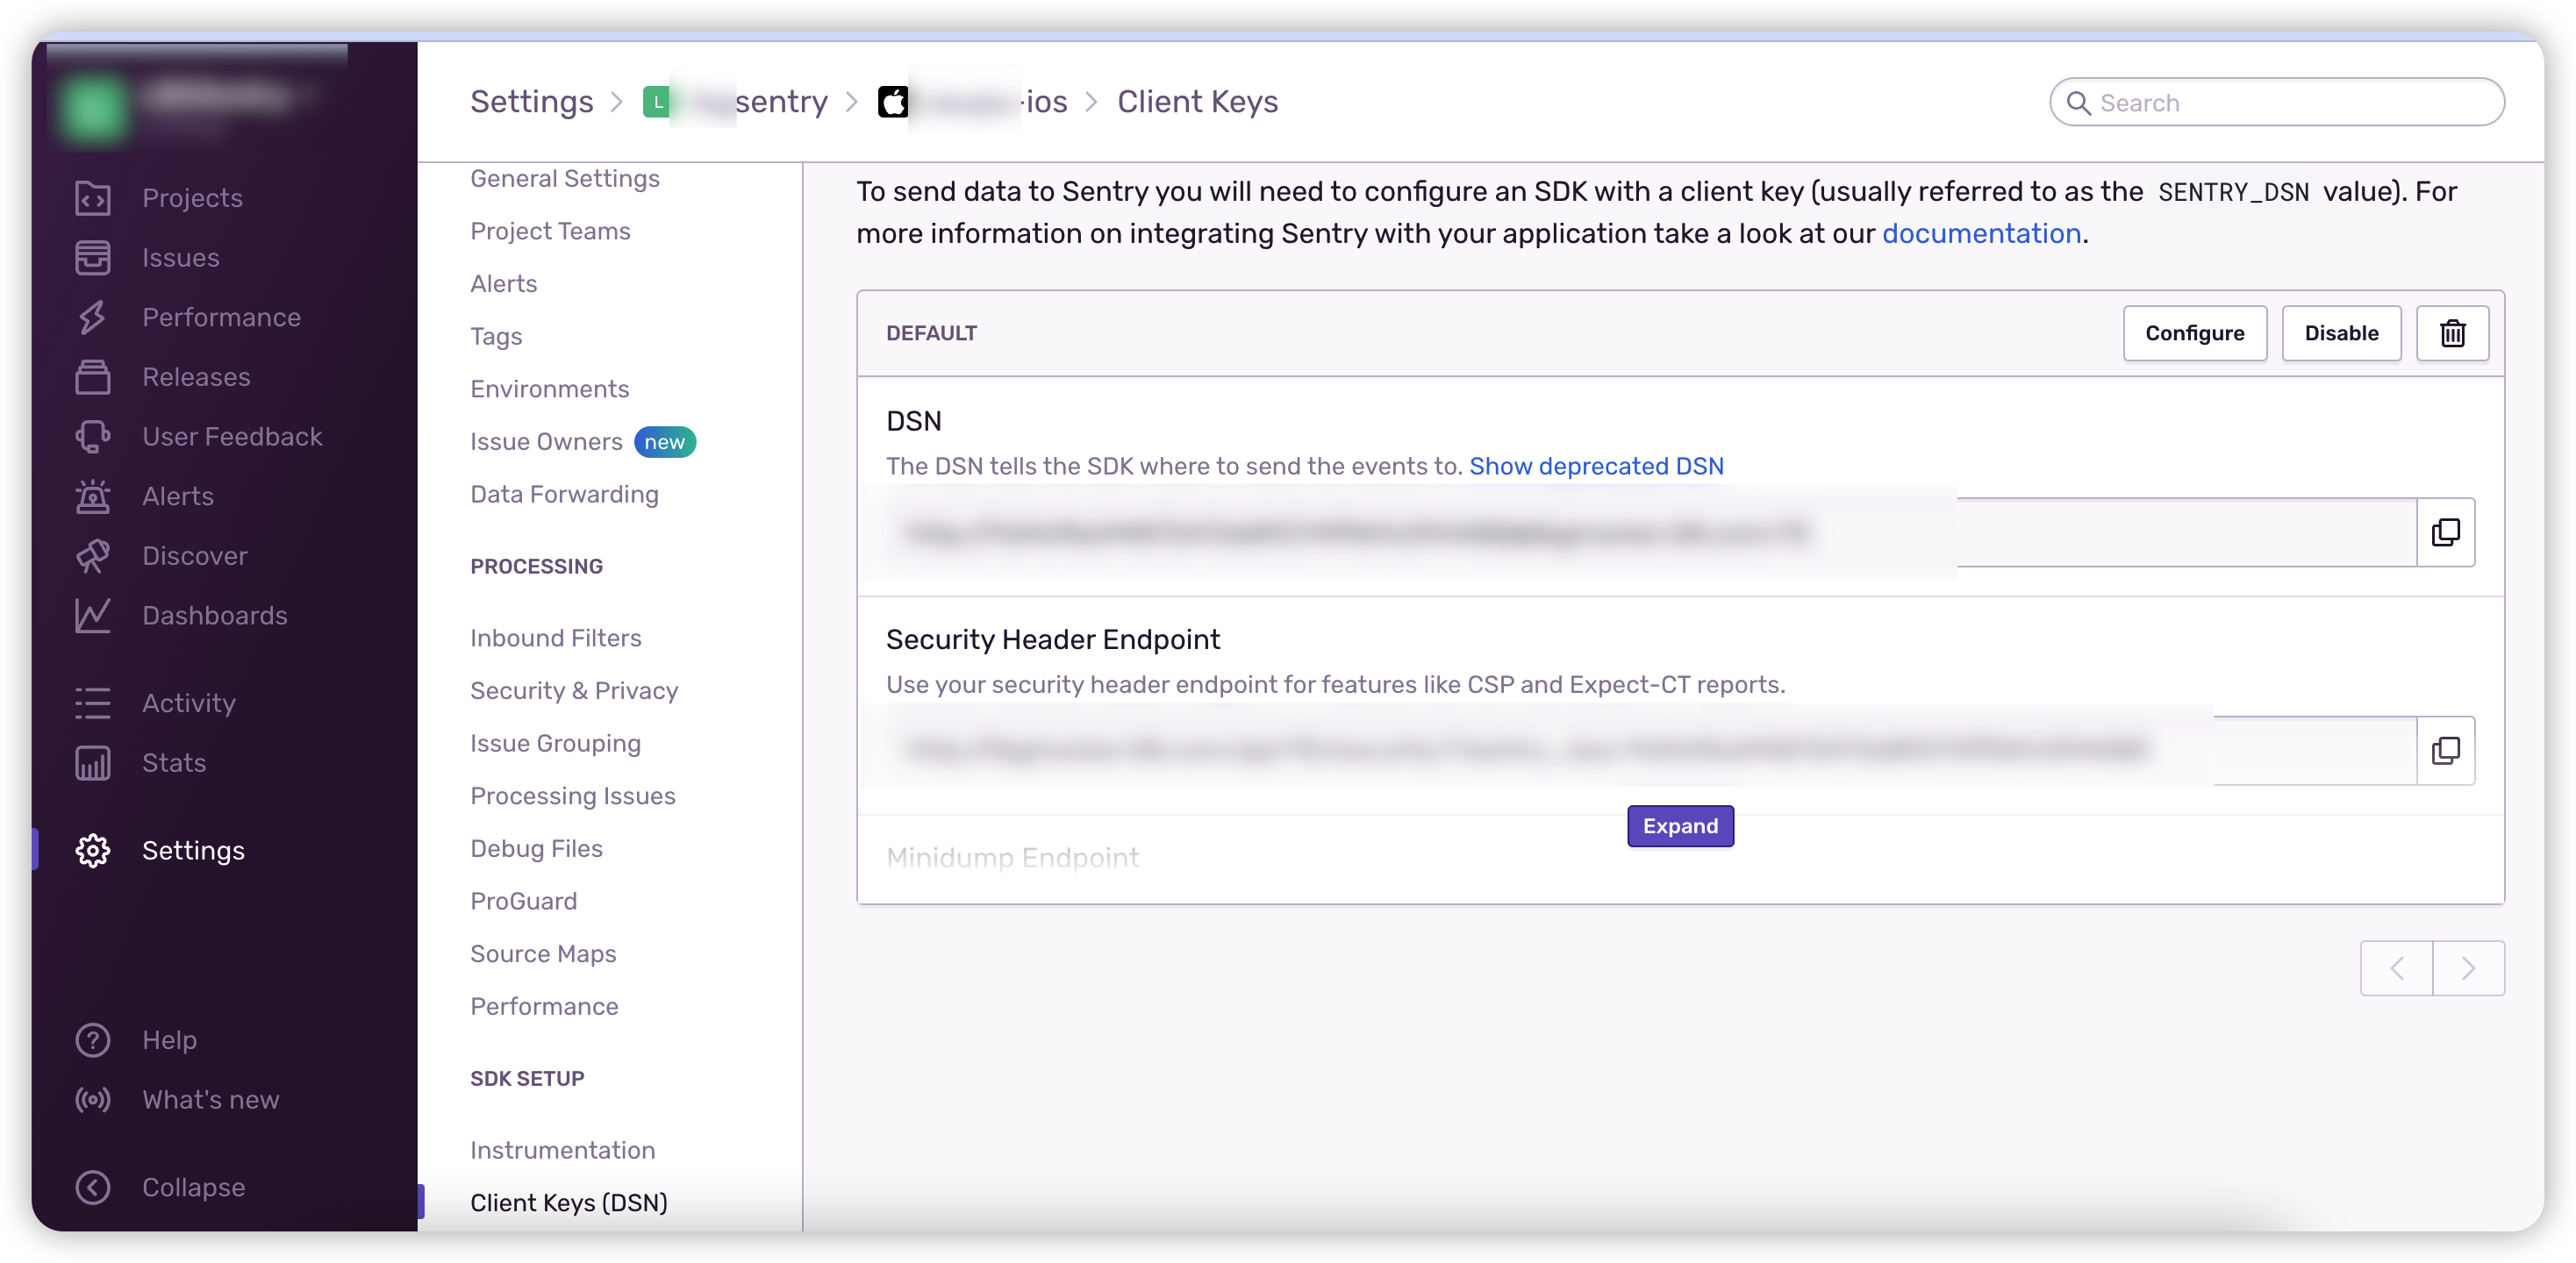 Projects
Issues
Performance
Releases
User Feedback
Alerts
Discover
Dashboards
Activity
Stats
Settings
Help
What's new
Collapse
Settings > L sentry > -ios > Client Keys
Search
General Settings
Project Teams
Alerts
Tags
Environments
Issue Owners new
Data Forwarding
PROCESSING
Inbound Filters
Security & Privacy
Issue Grouping
Processing Issues
Debug Files
ProGuard
Source Maps
Performance
SDK SETUP
Instrumentation
Client Keys (DSN)
To send data to Sentry you will need to configure an SDK with a client key (usually referred to as the SENTRY_DSN value). For
more information on integrating Sentry with your application take a look at our documentation.
DEFAULT
Configure
Disable
DSN
The DSN tells the SDK where to send the events to. Show deprecated DSN
Security Header Endpoint
Use your security header endpoint for features like CSP and Expect-CT reports.
Expand
Minidump Endpoint